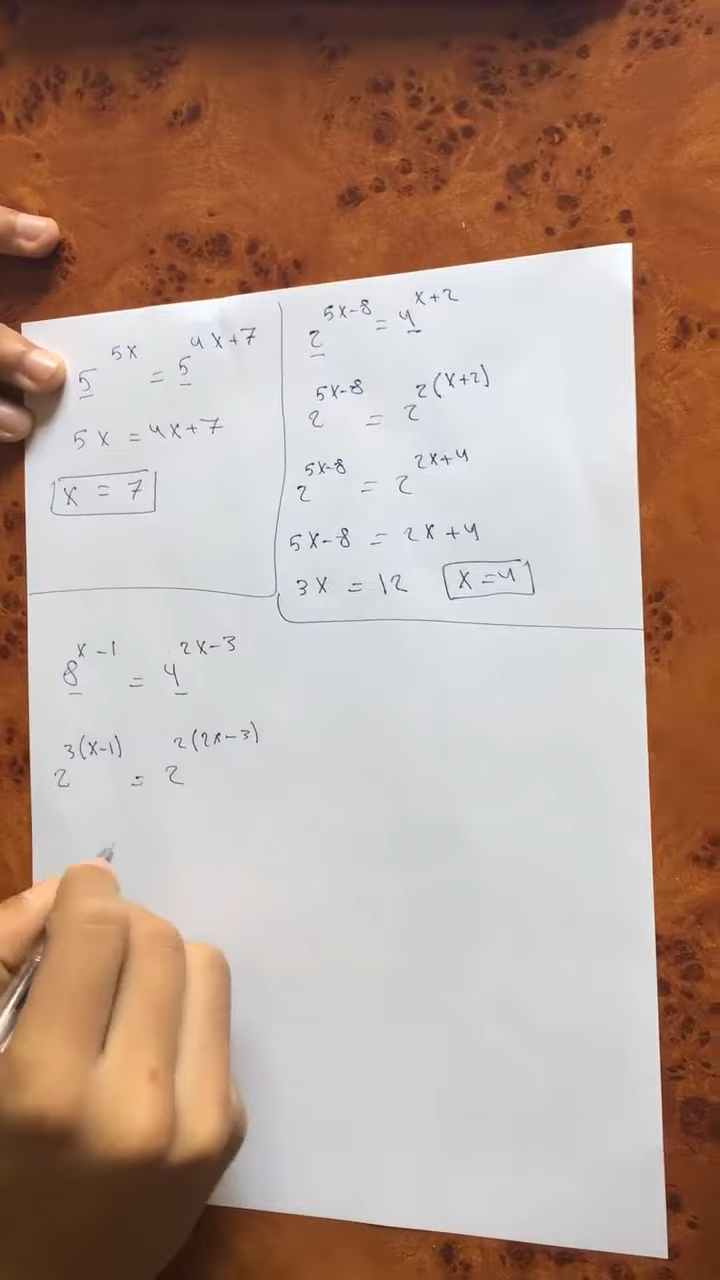 5^{5x} = 5^{4x+7}
5x = 4x+7
x = 7
2^{5x-8} = 4^{x+2}
2^{5x-8} = 2^{2(x+2)}
2^{5x-8} = 2^{2x+4}
5x-8 = 2x+4
3x = 12 x = 4
8^{x-1} = 4^{2x-3}
2^{3(x-1)} = 2^{2(2x-3)}